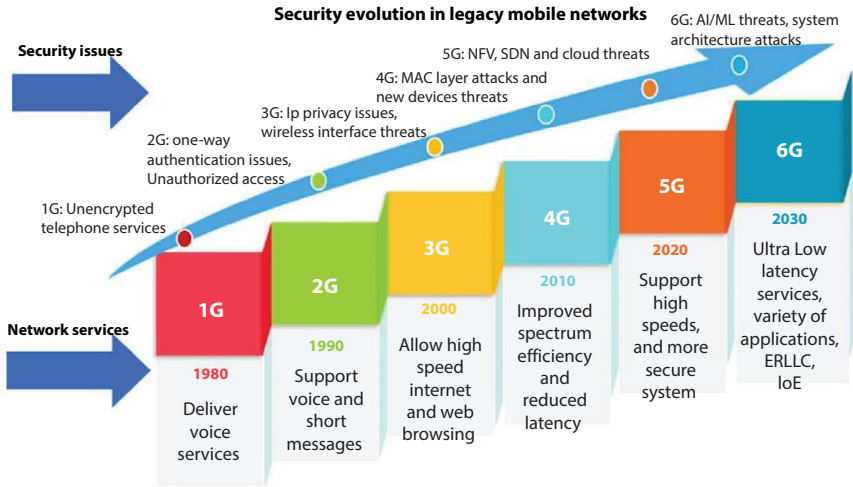 Security evolution in legacy mobile networks
Security issues
6G: AI/ML threats, system
architecture attacks
5G: NFV, SDN and cloud threats
4G: MAC layer attacks and
new devices threats
3G: Ip privacy issues,
wireless interface threats
2G: one-way
authentication issues,
Unauthorized access
1G: Unencrypted
telephone services
Network services
1G
1980
Deliver
voice
services
2G
1990
Support
voice and
short
messages
3G
2000
Allow high
speed
internet
and web
browsing
4G
2010
Improved
spectrum
efficiency
and
reduced
latency
5G
2020
Support
high
speeds,
and more
secure
system
6G
2030
Ultra Low
latency
services,
variety of
applications,
ERLLC,
IoE